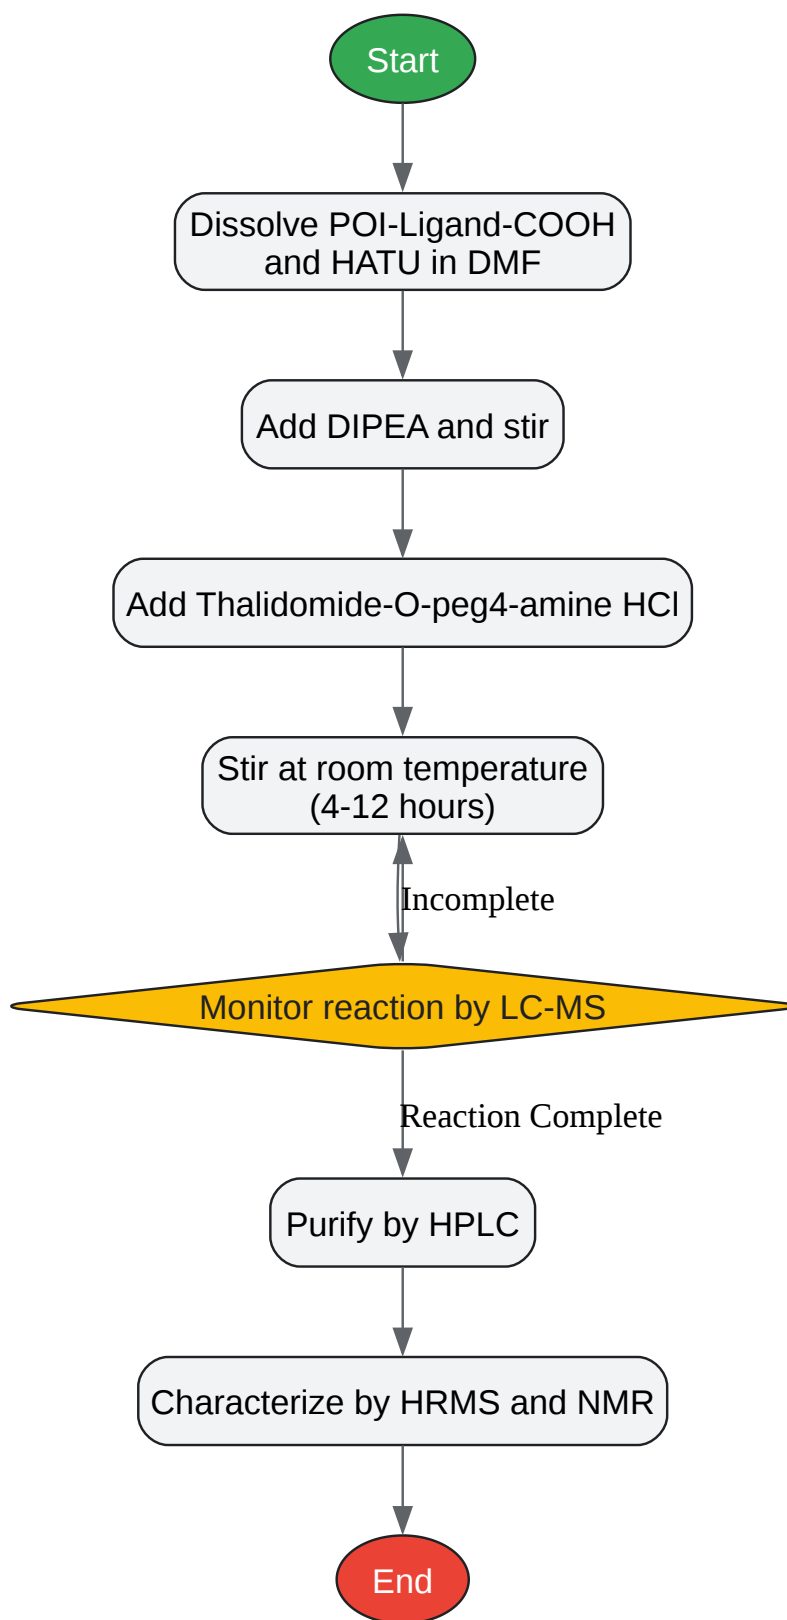 Start
Dissolve POI-Ligand-COOH
and HATU in DMF
Add DIPEA and stir
Add Thalidomide-O-peg4-amine HCl
Stir at room temperature
(4-12 hours)
Incomplete
Monitor reaction by LC-MS
Reaction Complete
Purify by HPLC
Characterize by HRMS and NMR
End